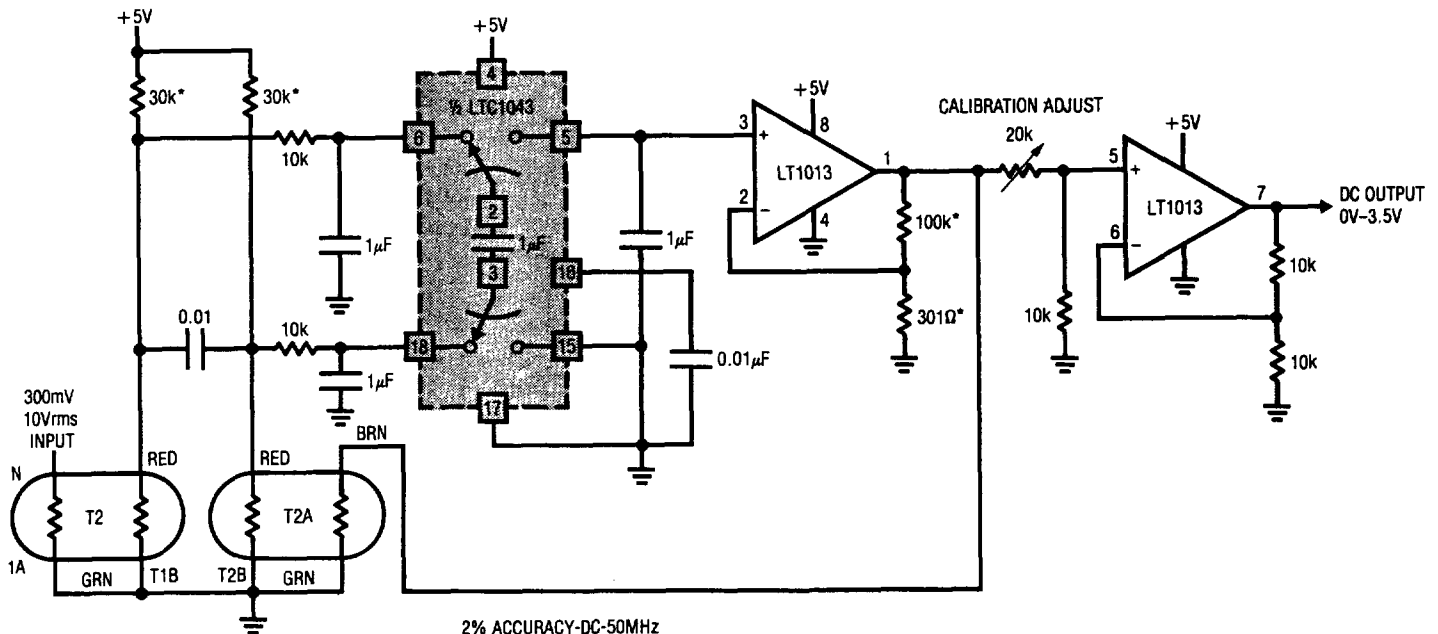 +5V
30k*
30k*
10k
1μF
0.01
10k
1μF
300mV
10Vrms
INPUT
N
RED
T2
1A
GRN
T1B
RED
T2A
T2B
GRN
BRN
+5V
4
½ LTC1043
6
5
2
1μF
3
16
18
15
17
1μF
0.01μF
+5V
3
+
8
LT1013
1
2
−
4
100k*
301Ω*
CALIBRATION ADJUST
20k
10k
+5V
5
+
LT1013
7
6
−
DC OUTPUT
0V–3.5V
10k
10k
2% ACCURACY-DC-50MHz